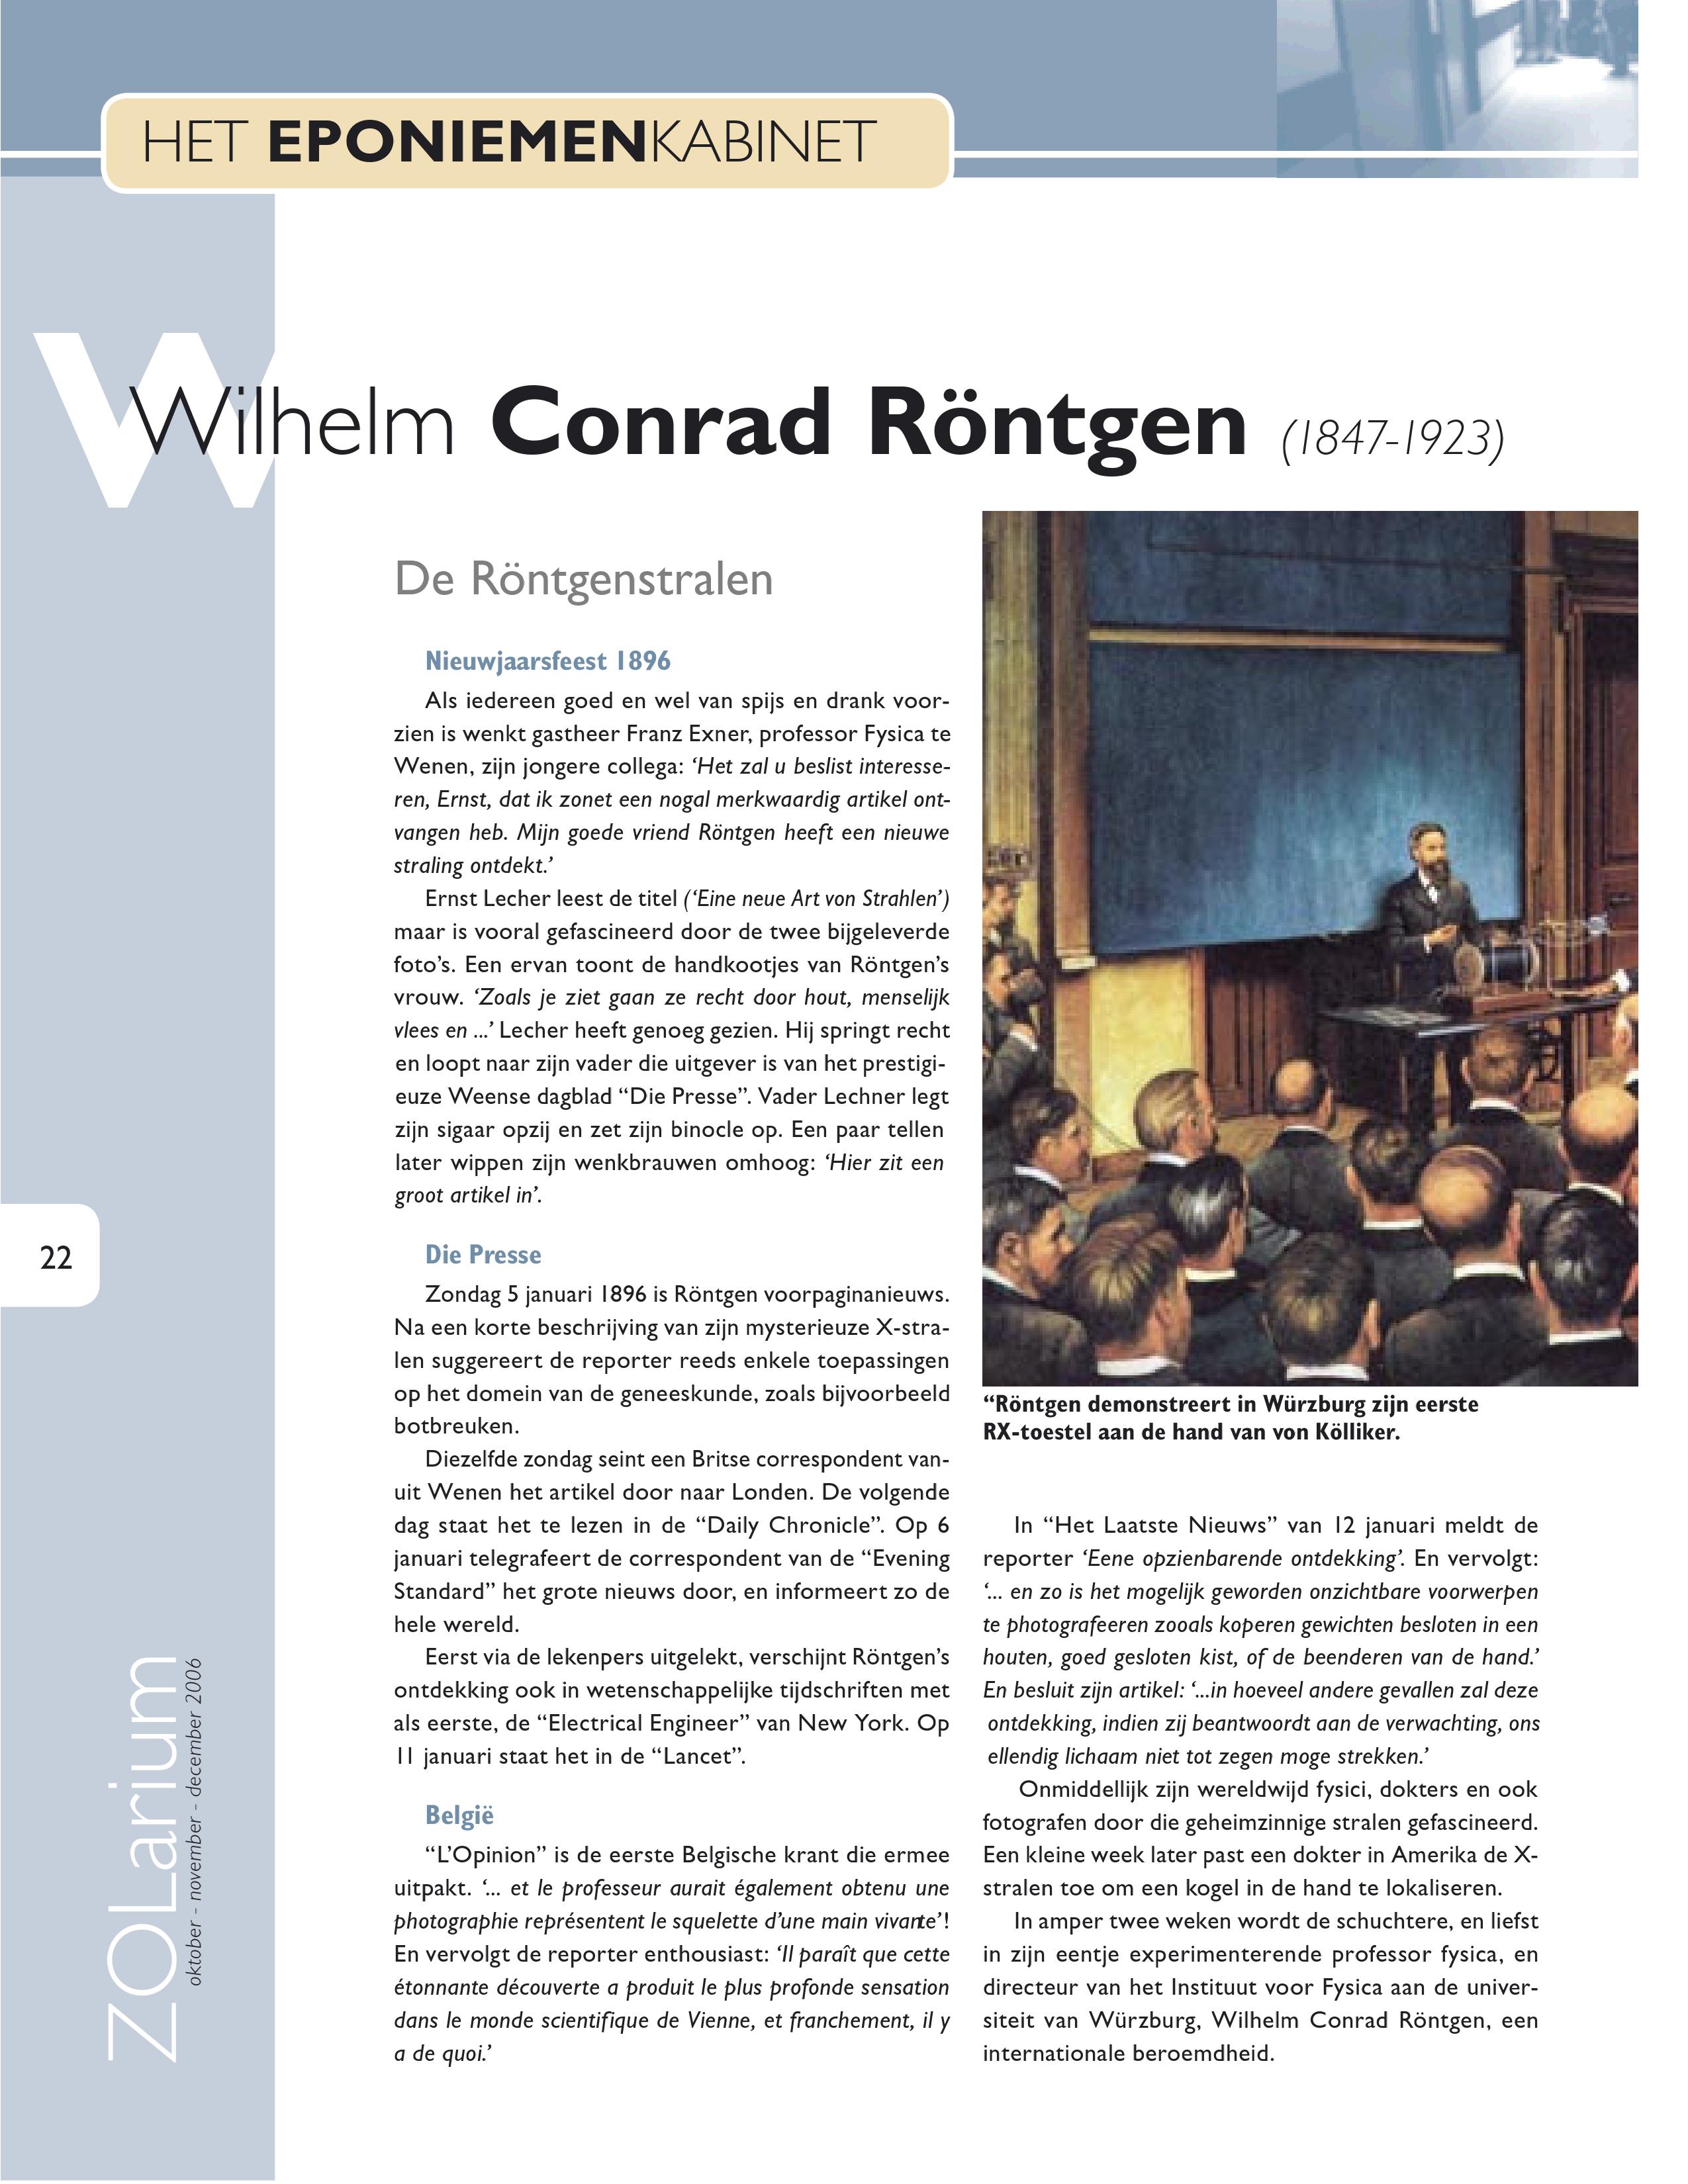 HET EPONIEMENKABINET
W
Wilhelm Conrad Röntgen (1847-1923)
De Röntgenstralen
Nieuwjaarsfeest 1896
Als iedereen goed en wel van spijs en drank voor-
zien is wenkt gastheer Franz Exner, professor Fysica te
Wenen, zijn jongere collega: ‘Het zal u beslist interesse-
ren, Ernst, dat ik zonet een nogal merkwaardig artikel ont-
vangen heb. Mijn goede vriend Röntgen heeft een nieuwe
straling ontdekt.’
Ernst Lecher leest de titel (‘Eine neue Art von Strahlen’)
maar is vooral gefascineerd door de twee bijgeleverde
foto’s. Een ervan toont de handkootjes van Röntgen’s
vrouw. ‘Zoals je ziet gaan ze recht door hout, menselijk
vlees en ...’ Lecher heeft genoeg gezien. Hij springt recht
en loopt naar zijn vader die uitgever is van het prestigi-
euze Weense dagblad “Die Presse”. Vader Lechner legt
zijn sigaar opzij en zet zijn binocle op. Een paar tellen
later wippen zijn wenkbrauwen omhoog: ‘Hier zit een
groot artikel in’.
Die Presse
Zondag 5 januari 1896 is Röntgen voorpaginanieuws.
Na een korte beschrijving van zijn mysterieuze X-stra-
len suggereert de reporter reeds enkele toepassingen
op het domein van de geneeskunde, zoals bijvoorbeeld
botbreuken.
Diezelfde zondag seint een Britse correspondent van-
uit Wenen het artikel door naar Londen. De volgende
dag staat het te lezen in de “Daily Chronicle”. Op 6
januari telegrafeert de correspondent van de “Evening
Standard” het grote nieuws door, en informeert zo de
hele wereld.
Eerst via de lekenpers uitgelekt, verschijnt Röntgen’s
ontdekking ook in wetenschappelijke tijdschriften met
als eerste, de “Electrical Engineer” van New York. Op
11 januari staat het in de “Lancet”.
België
“L’Opinion” is de eerste Belgische krant die ermee
uitpakt. ‘... et le professeur aurait également obtenu une
photographie représentent le squelette d’une main vivante’!
En vervolgt de reporter enthousiast: ‘Il paraît que cette
étonnante découverte a produit le plus profonde sensation
dans le monde scientifique de Vienne, et franchement, il y
a de quoi.’
“Röntgen demonstreert in Würzburg zijn eerste
RX-toestel aan de hand van von Kölliker.
In “Het Laatste Nieuws” van 12 januari meldt de
reporter ‘Eene opzienbarende ontdekking’. En vervolgt:
‘... en zo is het mogelijk geworden onzichtbare voorwerpen
te photografeeren zooals koperen gewichten besloten in een
houten, goed gesloten kist, of de beenderen van de hand.’
En besluit zijn artikel: ‘...in hoeveel andere gevallen zal deze
ontdekking, indien zij beantwoordt aan de verwachting, ons
ellendig lichaam niet tot zegen moge strekken.’
Onmiddellijk zijn wereldwijd fysici, dokters en ook
fotografen door die geheimzinnige stralen gefascineerd.
Een kleine week later past een dokter in Amerika de X-
stralen toe om een kogel in de hand te lokaliseren.
In amper twee weken wordt de schuchtere, en liefst
in zijn eentje experimenterende professor fysica, en
directeur van het Instituut voor Fysica aan de univer-
siteit van Würzburg, Wilhelm Conrad Röntgen, een
internationale beroemdheid.
22
ZOLarium
oktober - november - december 2006